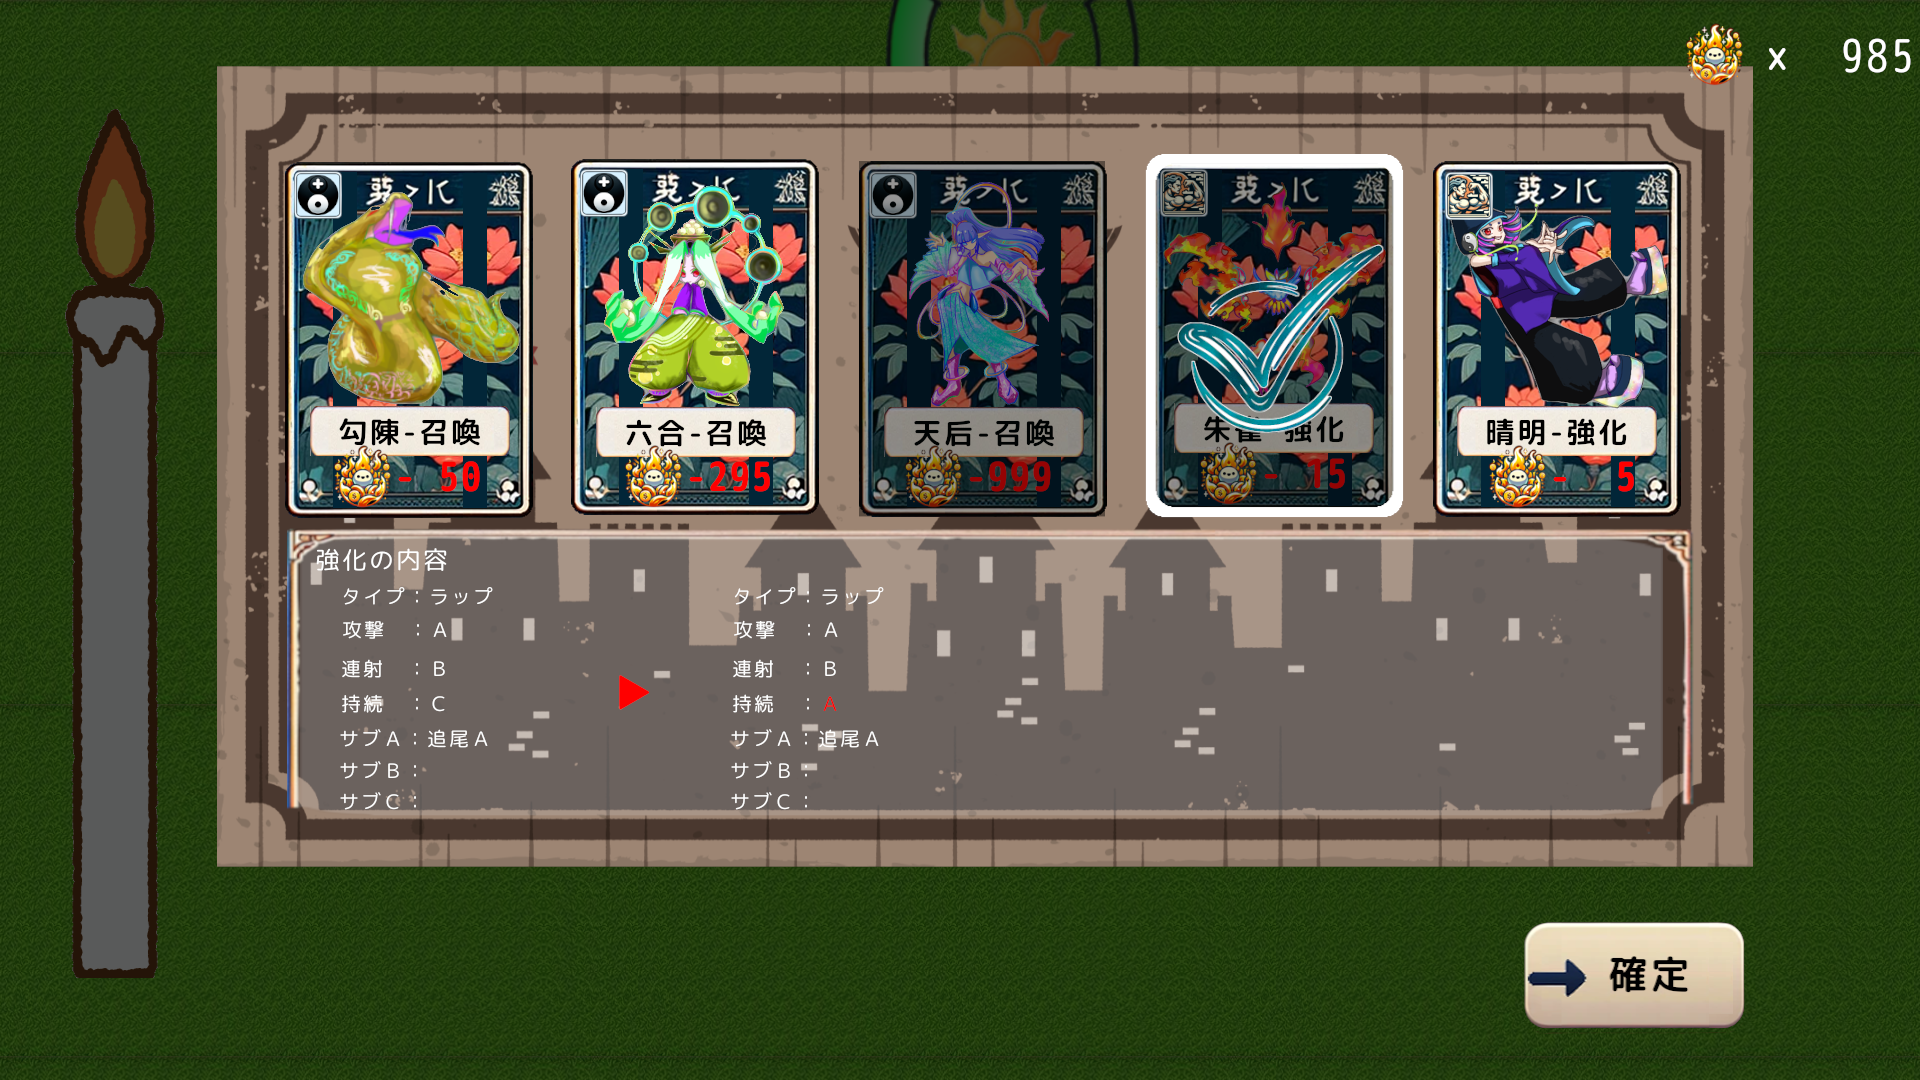 x 985
勾陳-召喚
- 50
六合-召喚
-295
天后-召喚
-999
朱雀-強化
- 15
晴明-強化
- 5
強化の内容
タイプ：ラップ
攻撃 ：A
連射 ：B
持続 ：C
サブA：追尾A
サブB：
サブC：
タイプ：ラップ
攻撃 ：A
連射 ：B
持続 ：A
サブA：追尾A
サブB：
サブC：
確定